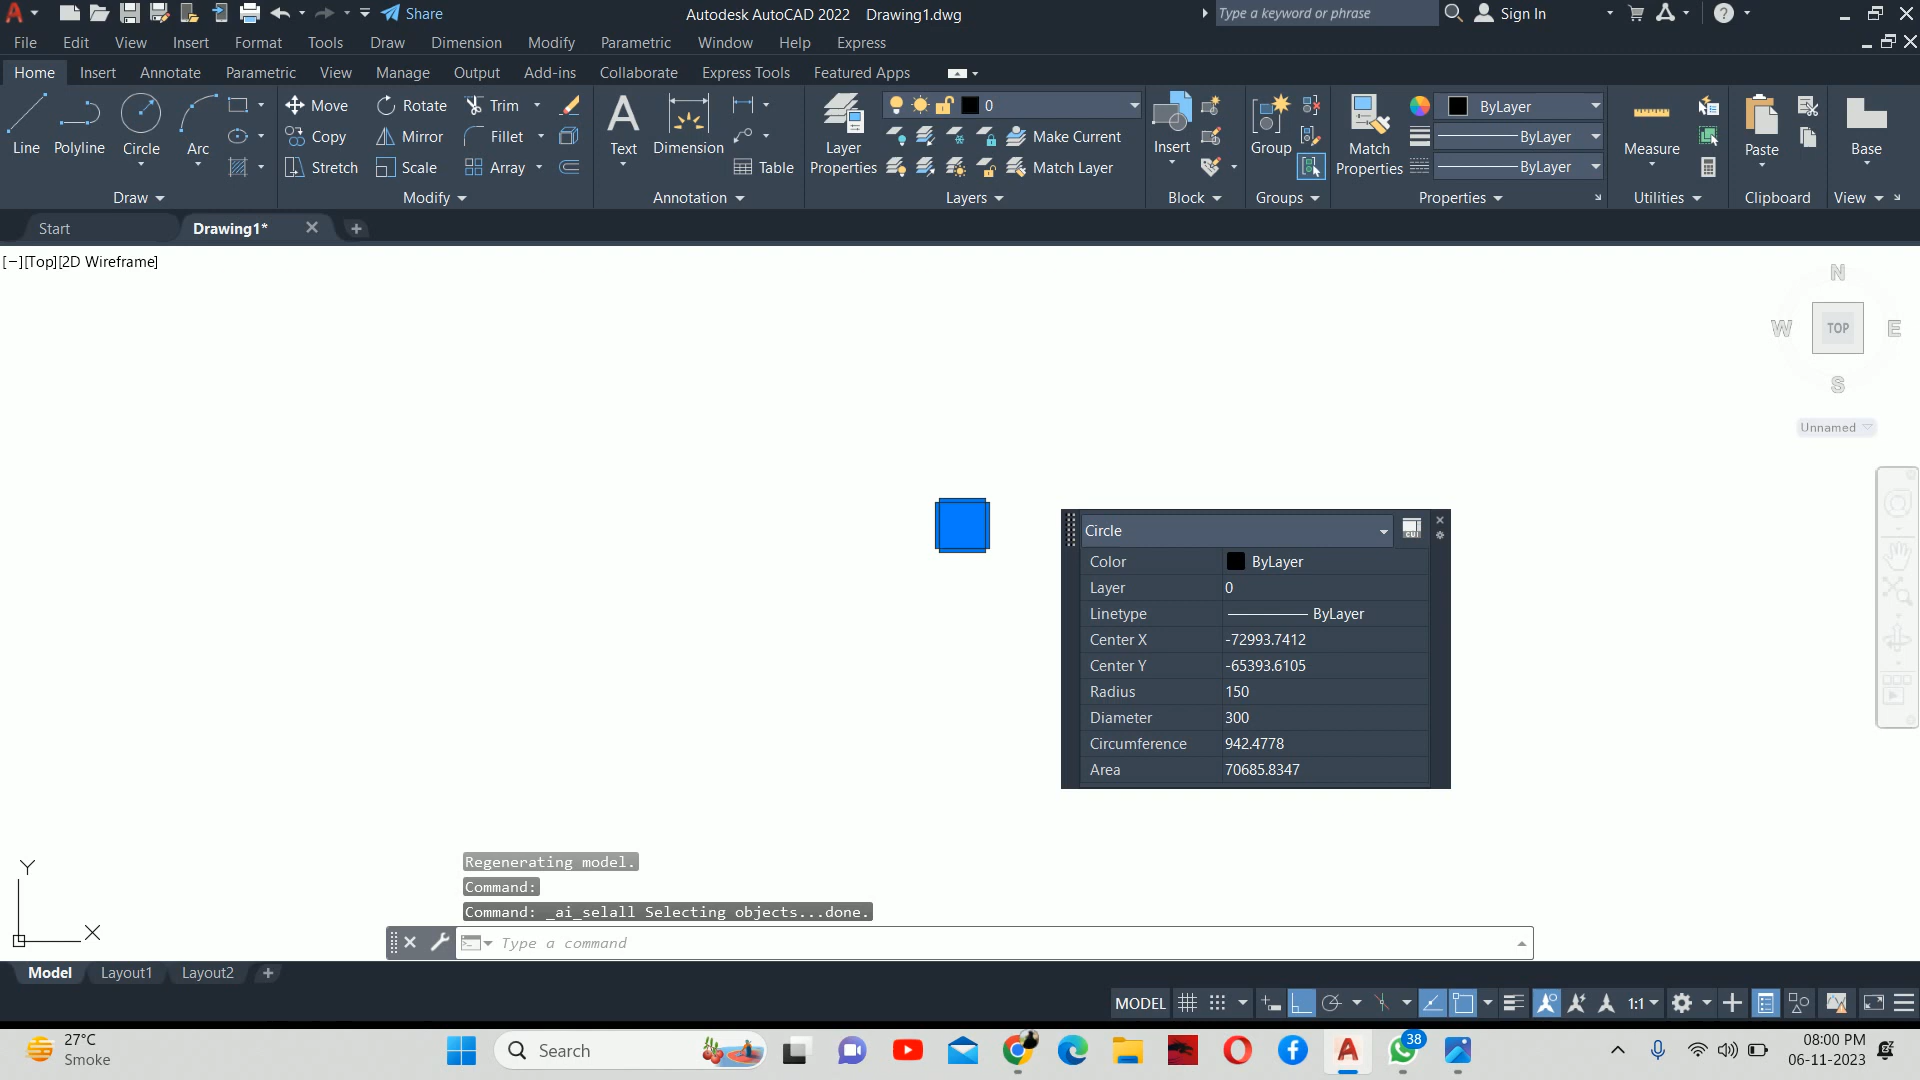 Share
Autodesk AutoCAD 2022 Drawing1.dwg
Type a keyword or phrase
Sign In
File Edit View Insert Format Tools Draw Dimension Modify Parametric Window Help Express
Home Insert Annotate Parametric View Manage Output Add-ins Collaborate Express Tools Featured Apps
Move Rotate Trim 0 ByLayer
Copy Mirror Fillet Make Current ByLayer
Line Polyline Circle Arc Text Dimension Layer Properties Insert Group Match Properties Measure Paste Base
Stretch Scale Array Table Match Layer ByLayer
Draw Modify Annotation Layers Block Groups Properties Utilities Clipboard View
Start Drawing1*
[−][Top][2D Wireframe]
N
W TOP E
S
Unnamed
Circle
CUI
Color ByLayer
Layer 0
Linetype ByLayer
Center X -72993.7412
Center Y -65393.6105
Radius 150
Diameter 300
Circumference 942.4778
Area 70685.8347
Y
X
Regenerating model.
Command:
Command: _ai_selall Selecting objects...done.
Type a command
Model Layout1 Layout2
MODEL 1:1
27°C
Smoke
Search
38
08:00 PM
06-11-2023